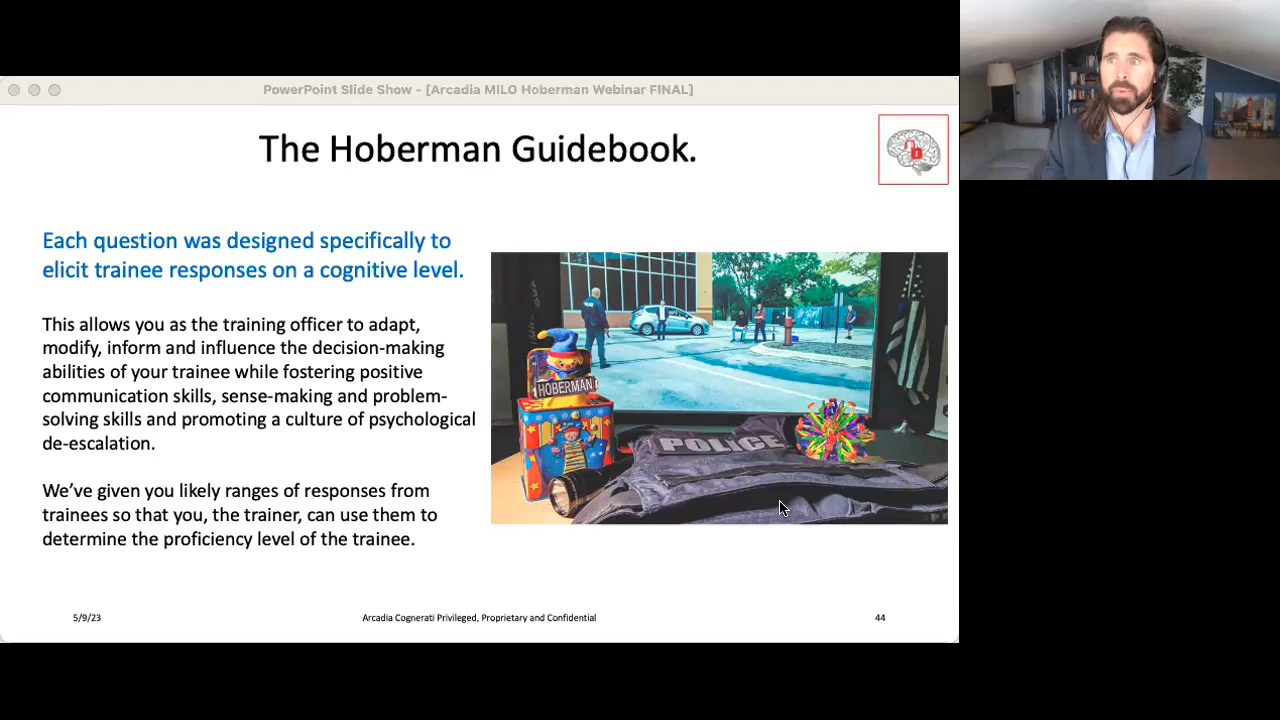 PowerPoint Slide Show - [Arcadia MILO Hoberman Webinar FINAL]
The Hoberman Guidebook.
Each question was designed specifically to
elicit trainee responses on a cognitive level.
This allows you as the training officer to adapt,
modify, inform and influence the decision-making
abilities of your trainee while fostering positive
communication skills, sense-making and problem-
solving skills and promoting a culture of psychological
de-escalation.
We've given you likely ranges of responses from
trainees so that you, the trainer, can use them to
determine the proficiency level of the trainee.
HOBERMAN
POLICE
5/9/23
Arcadia Cognerati Privileged, Proprietary and Confidential
44